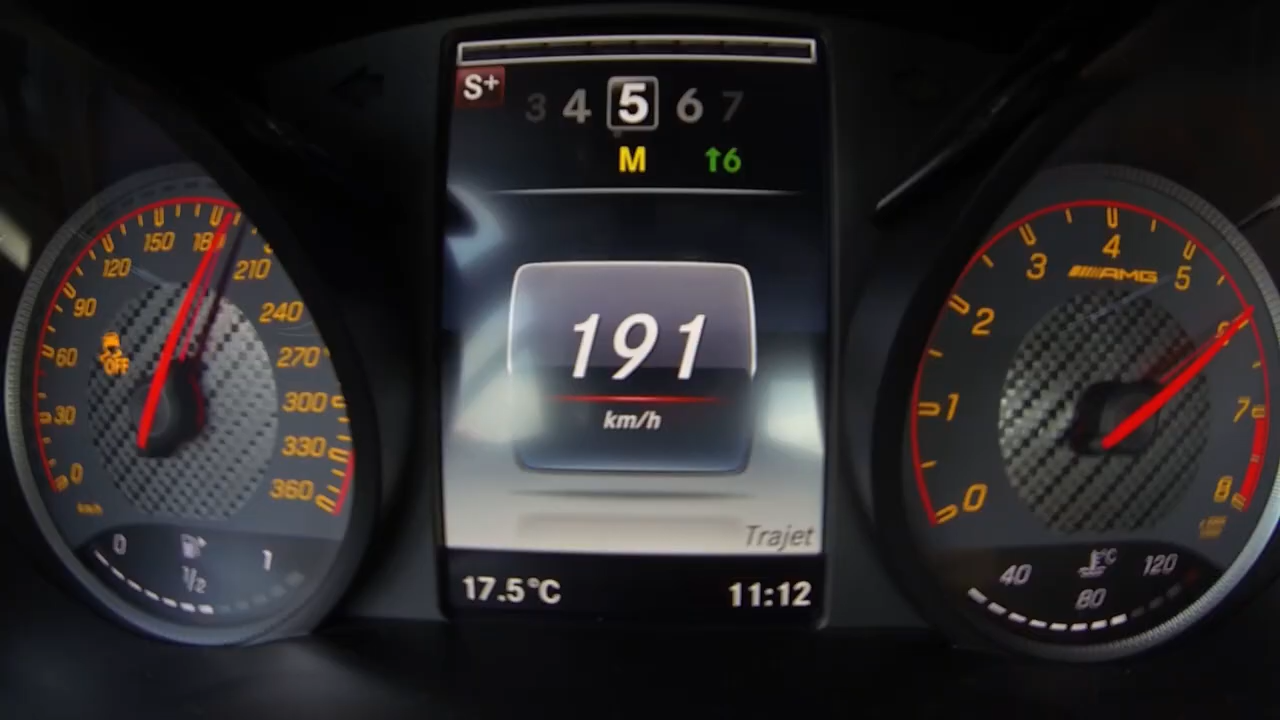 S+
3 4 5 6 7
M ↑6
0
30
60
90
120
150
180
210
240
270
300
330
360
km/h
OFF
0 1/2 1
191
km/h
Trajet
17.5°C 11:12
0
1
2
3
4
5
6
7
8
AMG
40 80 120
°C